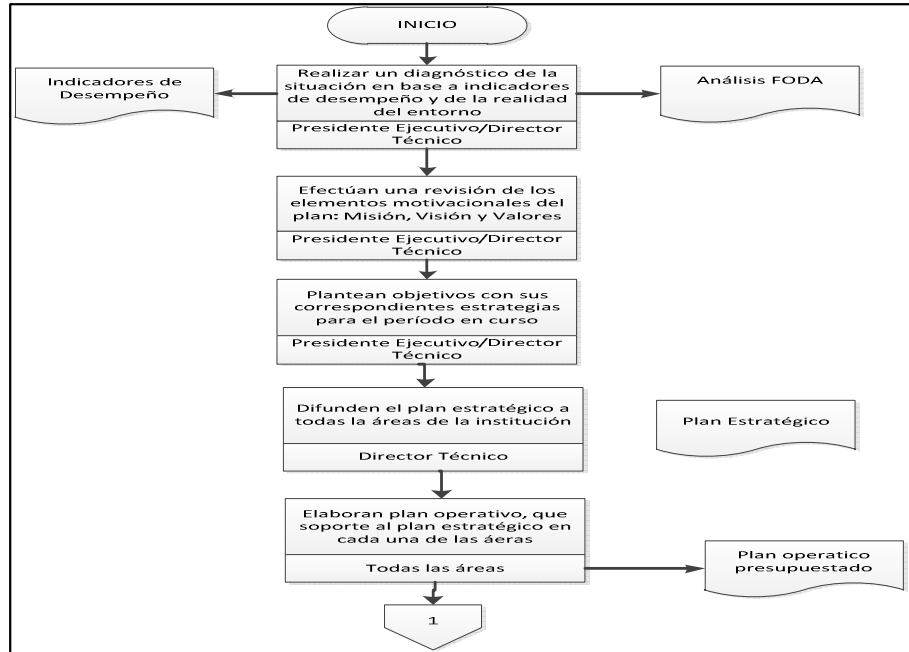 INICIO
Indicadores de
Desempeño
Realizar un diagnóstico de la
situación en base a indicadores
de desempeño y de la realidad
del entorno
Presidente Ejecutivo/Director
Técnico
Análisis FODA
Efectúan una revisión de los
elementos motivacionales del
plan: Misión, Visión y Valores
Presidente Ejecutivo/Director
Técnico
Plantean objetivos con sus
correspondientes estrategias
para el período en curso
Presidente Ejecutivo/Director
Técnico
Difunden el plan estratégico a
todas la áreas de la institución
Director Técnico
Plan Estratégico
Elaboran plan operativo, que
soporte al plan estratégico en
cada una de las áeras
Todas las áreas
Plan operatico
presupuestado
1